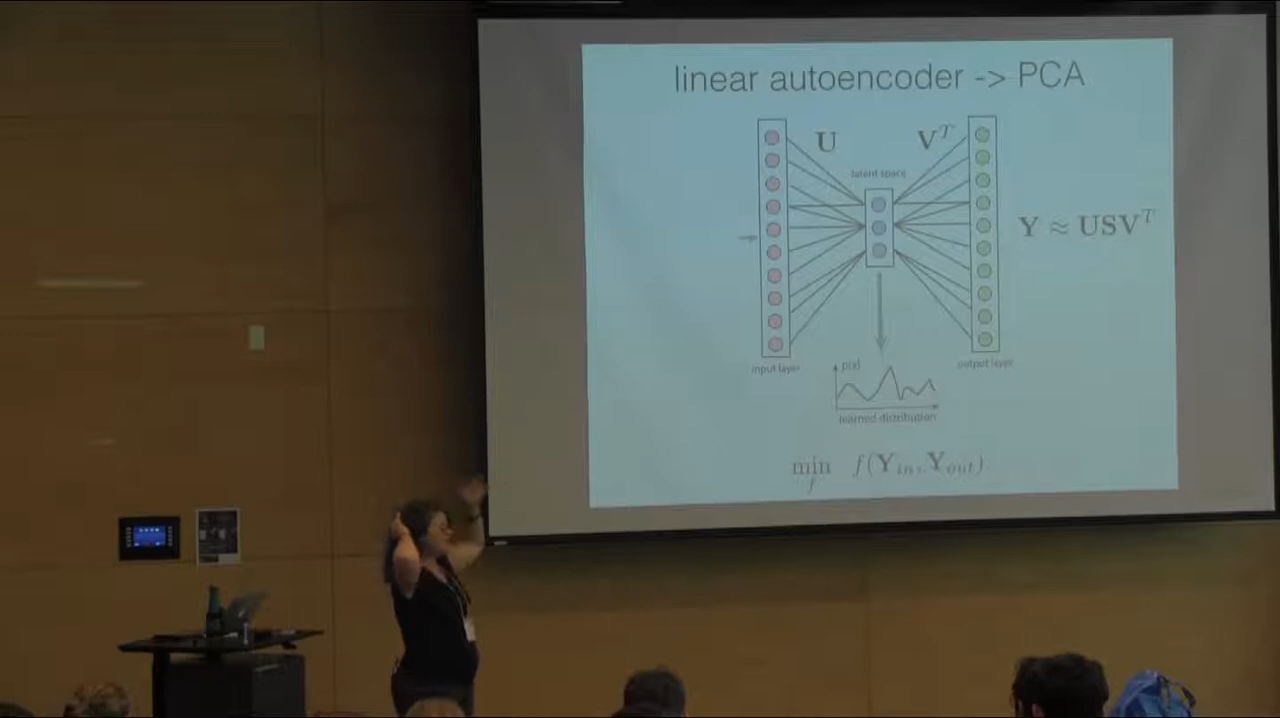 linear autoencoder -> PCA
U
V^T
latent space
Y ≈ USV^T
input layer
output layer
p(x)
learned distribution
min f(Y_in, Y_out)
f